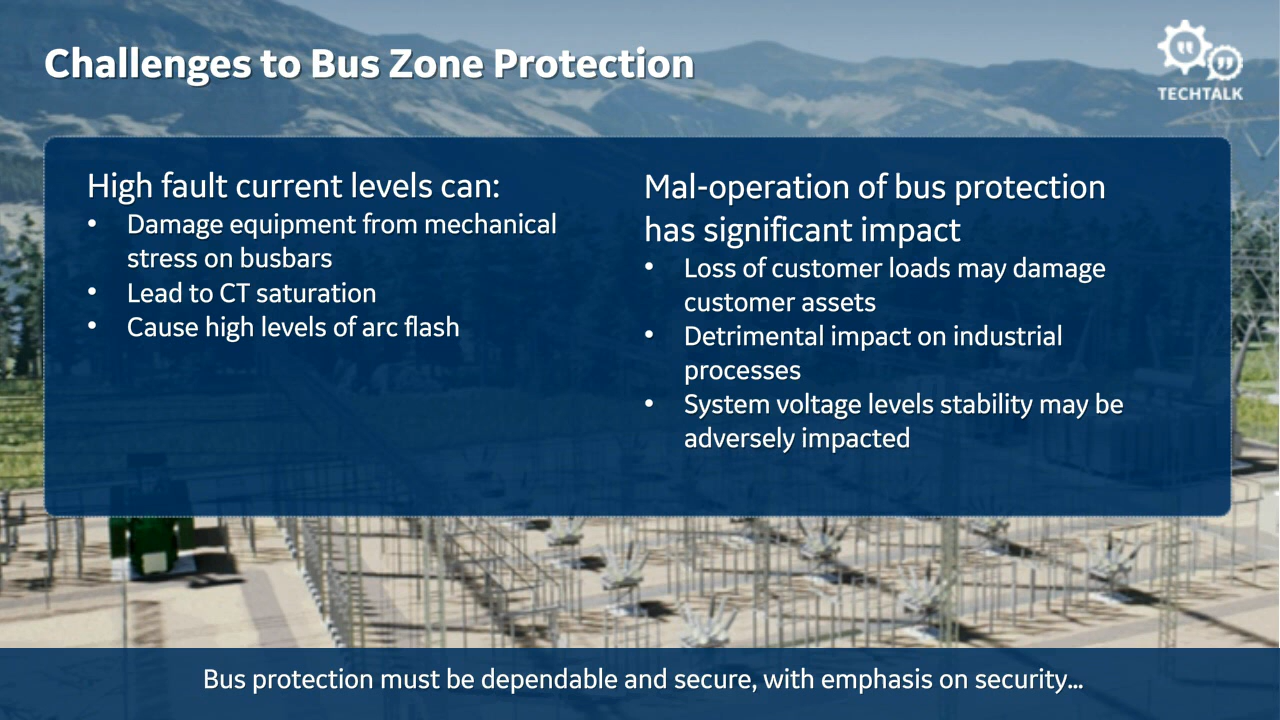 Challenges to Bus Zone Protection
TECHTALK
High fault current levels can:
• Damage equipment from mechanical
stress on busbars
• Lead to CT saturation
• Cause high levels of arc flash
Mal-operation of bus protection
has significant impact
• Loss of customer loads may damage
customer assets
• Detrimental impact on industrial
processes
• System voltage levels stability may be
adversely impacted
Bus protection must be dependable and secure, with emphasis on security…